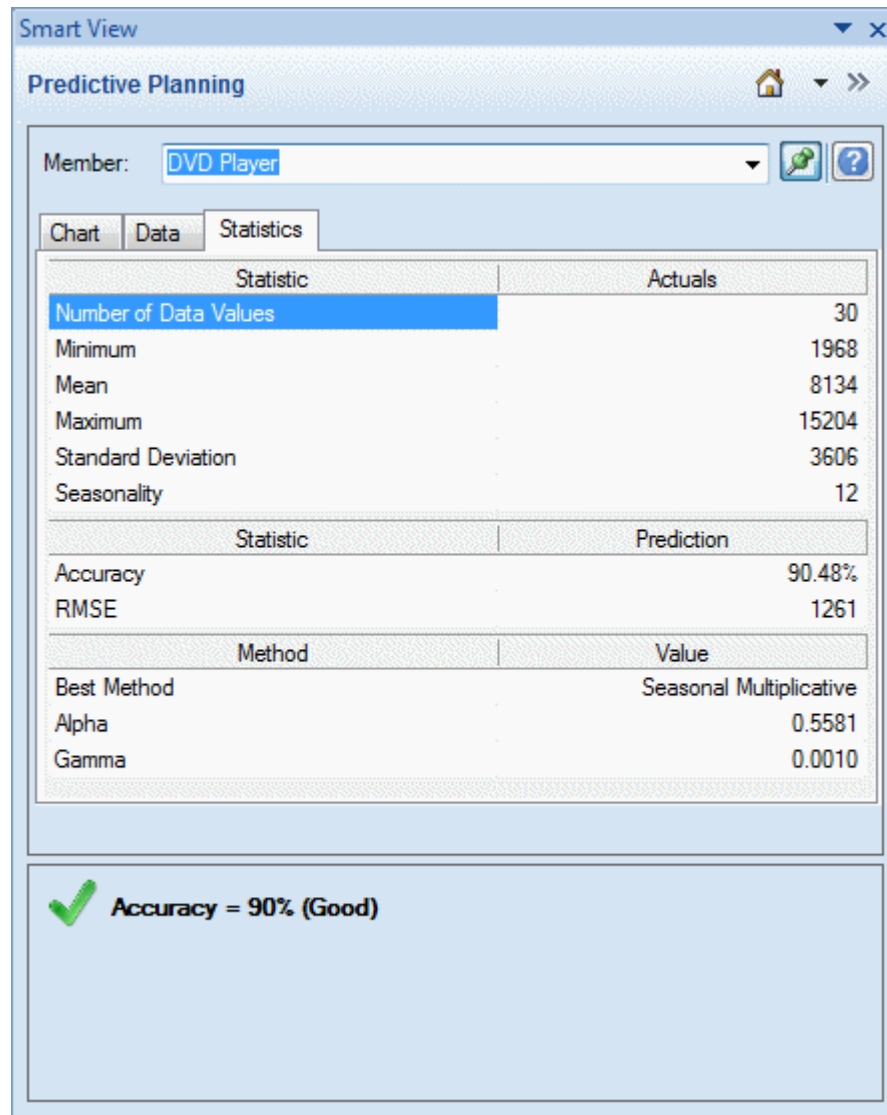 Smart View
Predictive Planning
Member: DVD Player
Chart Data Statistics
Statistic Actuals
Number of Data Values 30
Minimum 1968
Mean 8134
Maximum 15204
Standard Deviation 3606
Seasonality 12
Statistic Prediction
Accuracy 90.48%
RMSE 1261
Method Value
Best Method Seasonal Multiplicative
Alpha 0.5581
Gamma 0.0010
Accuracy = 90% (Good)